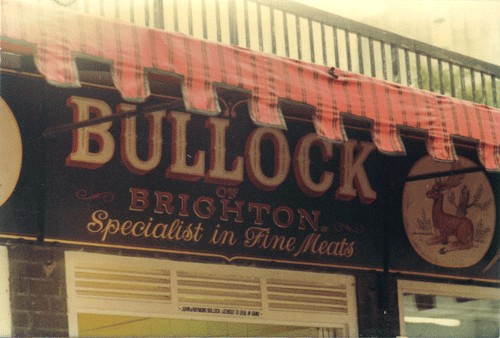 BULLOCK
OF
BRIGHTON.
Specialist in Fine Meats